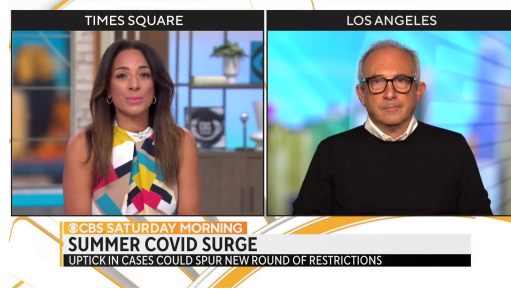 TIMES SQUARE
LOS ANGELES
CBS SATURDAY MORNING
SUMMER COVID SURGE
UPTICK IN CASES COULD SPUR NEW ROUND OF RESTRICTIONS